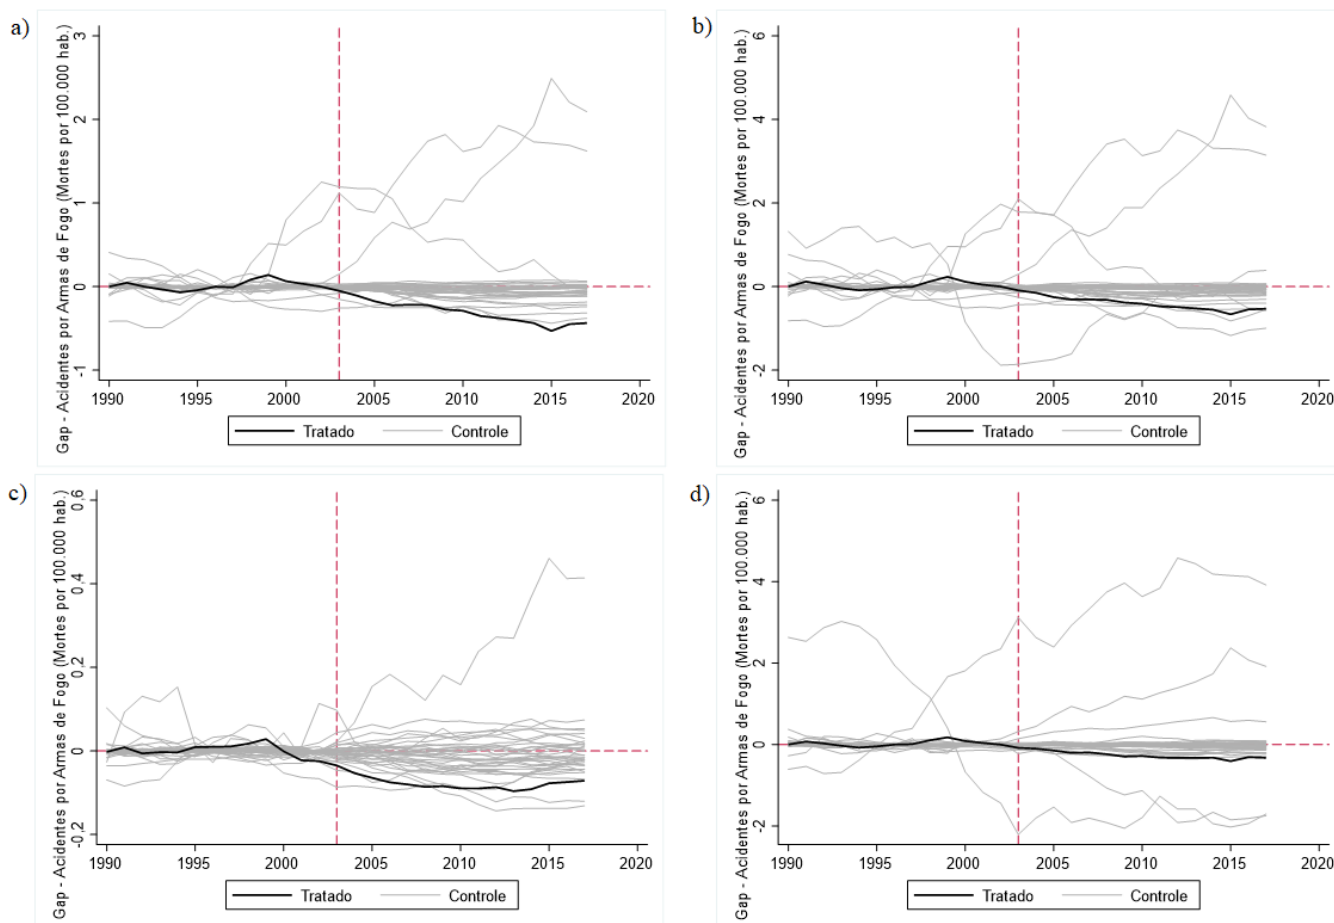 a)
Gap - Acidentes por Armas de Fogo (Mortes por 100.000 hab.)
3
2
1
0
-1
1990 1995 2000 2005 2010 2015 2020
Tratado Controle
b)
Gap - Acidentes por Armas de Fogo (Mortes por 100.000 hab.)
6
4
2
0
-2
1990 1995 2000 2005 2010 2015 2020
Tratado Controle
c)
Gap - Acidentes por Armas de Fogo (Mortes por 100.000 hab.)
0,6
0,4
0,2
0
-0,2
1990 1995 2000 2005 2010 2015 2020
Tratado Controle
d)
Gap - Acidentes por Armas de Fogo (Mortes por 100.000 hab.)
6
4
2
0
-2
1990 1995 2000 2005 2010 2015 2020
Tratado Controle